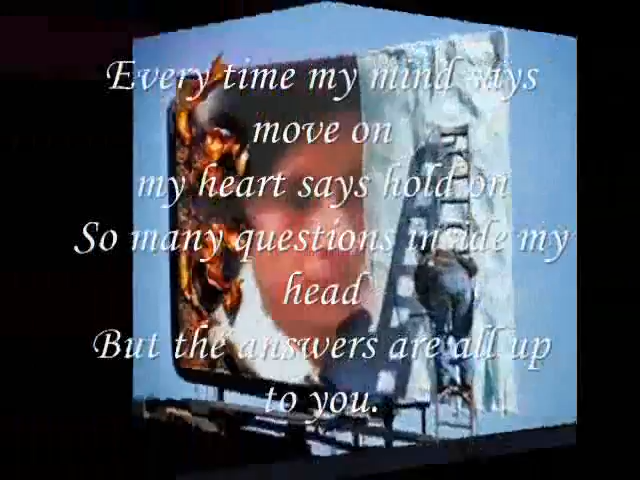 Every time my mind says
move on
my heart says hold on
So many questions inside my
head
But the answers are all up
to you.